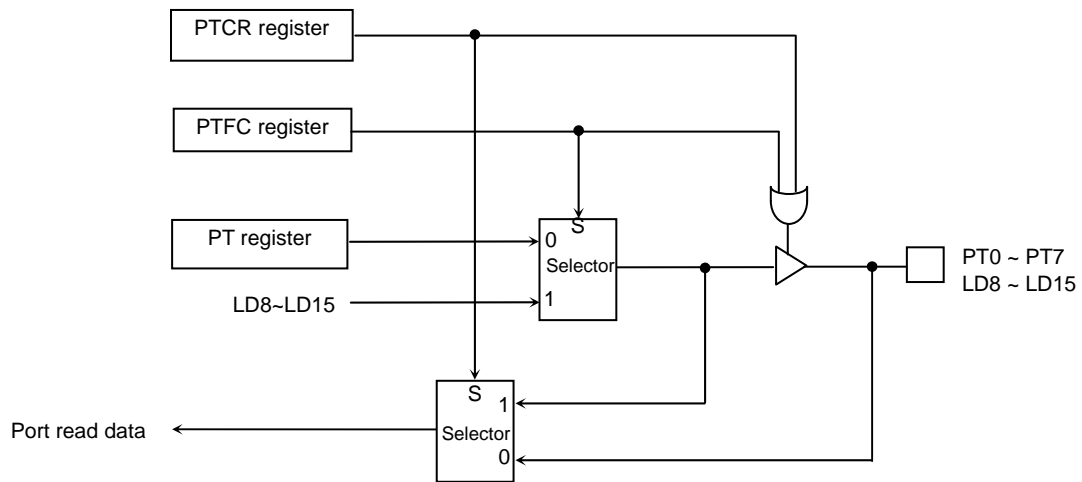 PTCR register
PTFC register
PT register
S
0
Selector
1
LD8~LD15
PT0 ~ PT7
LD8 ~ LD15
S
1
Selector
0
Port read data